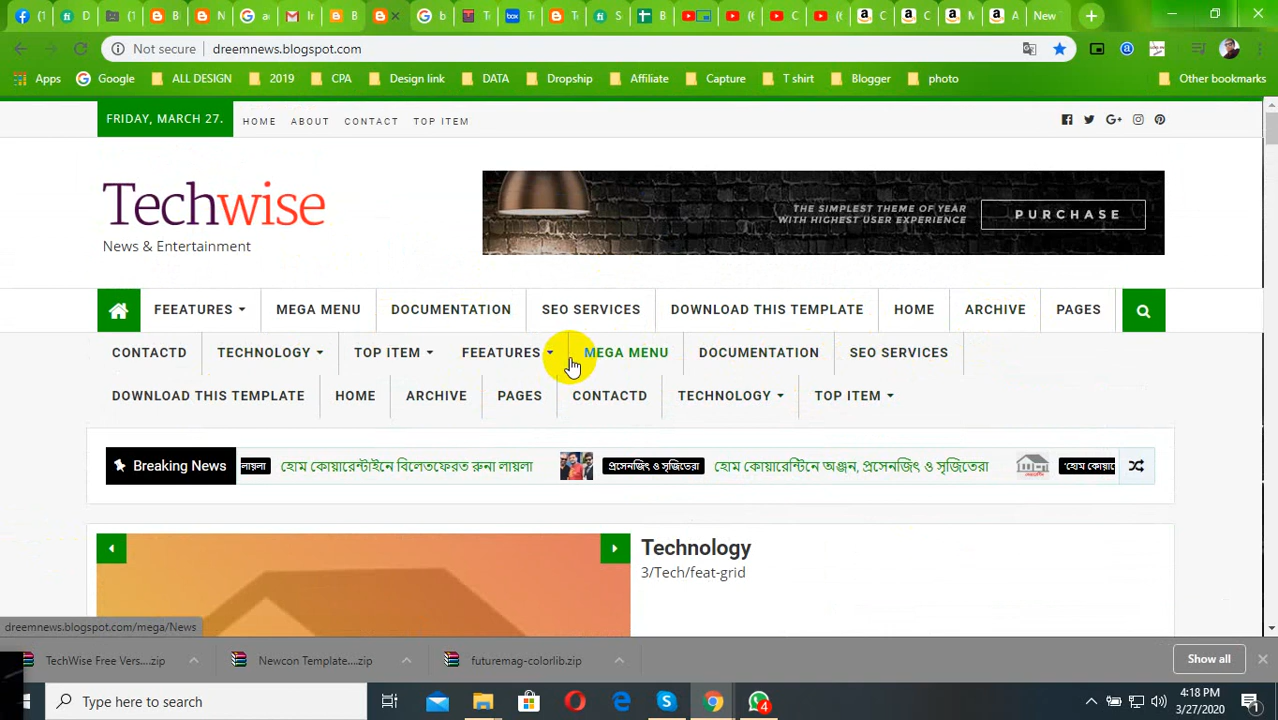 Not secure | dreemnews.blogspot.com
Apps Google ALL DESIGN 2019 CPA Design link DATA Dropship Affiliate Capture T shirt Blogger photo Other bookmarks
FRIDAY, MARCH 27. HOME ABOUT CONTACT TOP ITEM
Techwise
News & Entertainment
THE SIMPLEST THEME OF YEAR
WITH HIGHEST USER EXPERIENCE
PURCHASE
FEEATURES MEGA MENU DOCUMENTATION SEO SERVICES DOWNLOAD THIS TEMPLATE HOME ARCHIVE PAGES
CONTACTD TECHNOLOGY TOP ITEM FEEATURES MEGA MENU DOCUMENTATION SEO SERVICES
DOWNLOAD THIS TEMPLATE HOME ARCHIVE PAGES CONTACTD TECHNOLOGY TOP ITEM
Breaking News লায়লা হোম কোয়ারেন্টাইনে বিলেতফেরত রুনা লায়লা প্রসেনজিৎ ও সৃজিতেরা হোম কোয়ারেন্টিনে অঞ্জন, প্রসেনজিৎ ও সৃজিতেরা
Technology
3/Tech/feat-grid
dreemnews.blogspot.com/mega/News
TechWise Free Vers....zip Newcon Template....zip futuremag-colorlib.zip Show all
Type here to search
4
4:18 PM
3/27/2020
1